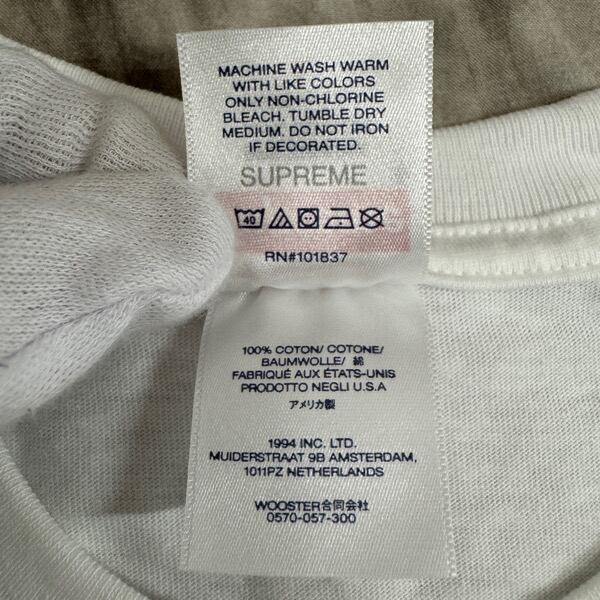 MACHINE WASH WARM
WITH LIKE COLORS
ONLY NON-CHLORINE
BLEACH. TUMBLE DRY
MEDIUM. DO NOT IRON
IF DECORATED.
SUPREME
40
RN#101837
100% COTON/ COTONE/
BAUMWOLLE/ 綿
FABRIQUÉ AUX ÉTATS-UNIS
PRODOTTO NEGLI U.S.A
アメリカ製
1994 INC. LTD.
MUIDERSTRAAT 9B AMSTERDAM,
1011PZ NETHERLANDS
WOOSTER合同会社
0570-057-300